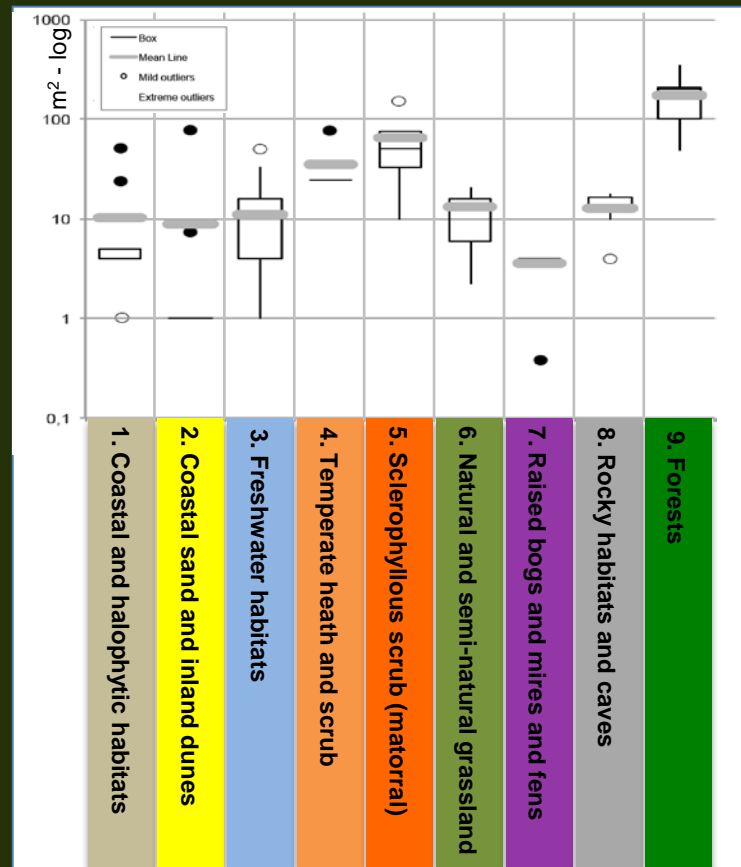 1000
m² - log
Box
Mean Line
Mild outliers
Extreme outliers
100
10
1
0,1
1. Coastal and halophytic habitats
2. Coastal sand and inland dunes
3. Freshwater habitats
4. Temperate heath and scrub
5. Sclerophyllous scrub (matorral)
6. Natural and semi-natural grassland
7. Raised bogs and mires and fens
8. Rocky habitats and caves
9. Forests